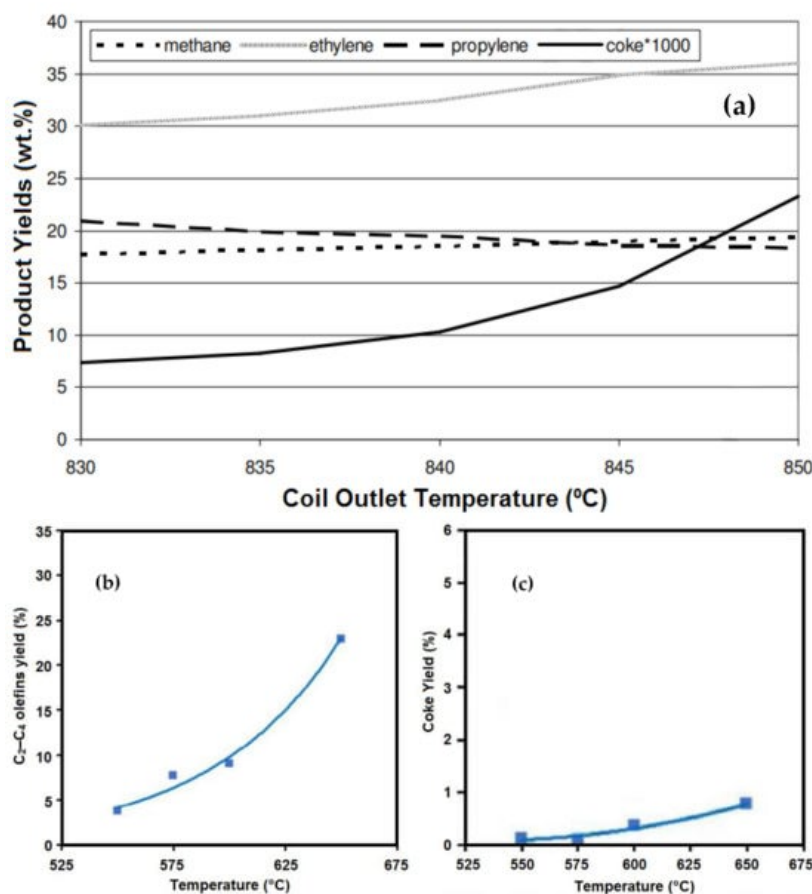 40
methane ethylene propylene coke*1000
35
(a)
30
25
20
15
10
5
0
Product Yields (wt.%)
830 835 840 845 850
Coil Outlet Temperature (ºC)
35
30
25
20
15
10
5
0
(b)
C₂–C₄ olefins yield (%)
525 575 625 675
Temperature (°C)
6
5
4
3
2
1
0
(c)
Coke Yield (%)
525 550 575 600 625 650 675
Temperature (°C)